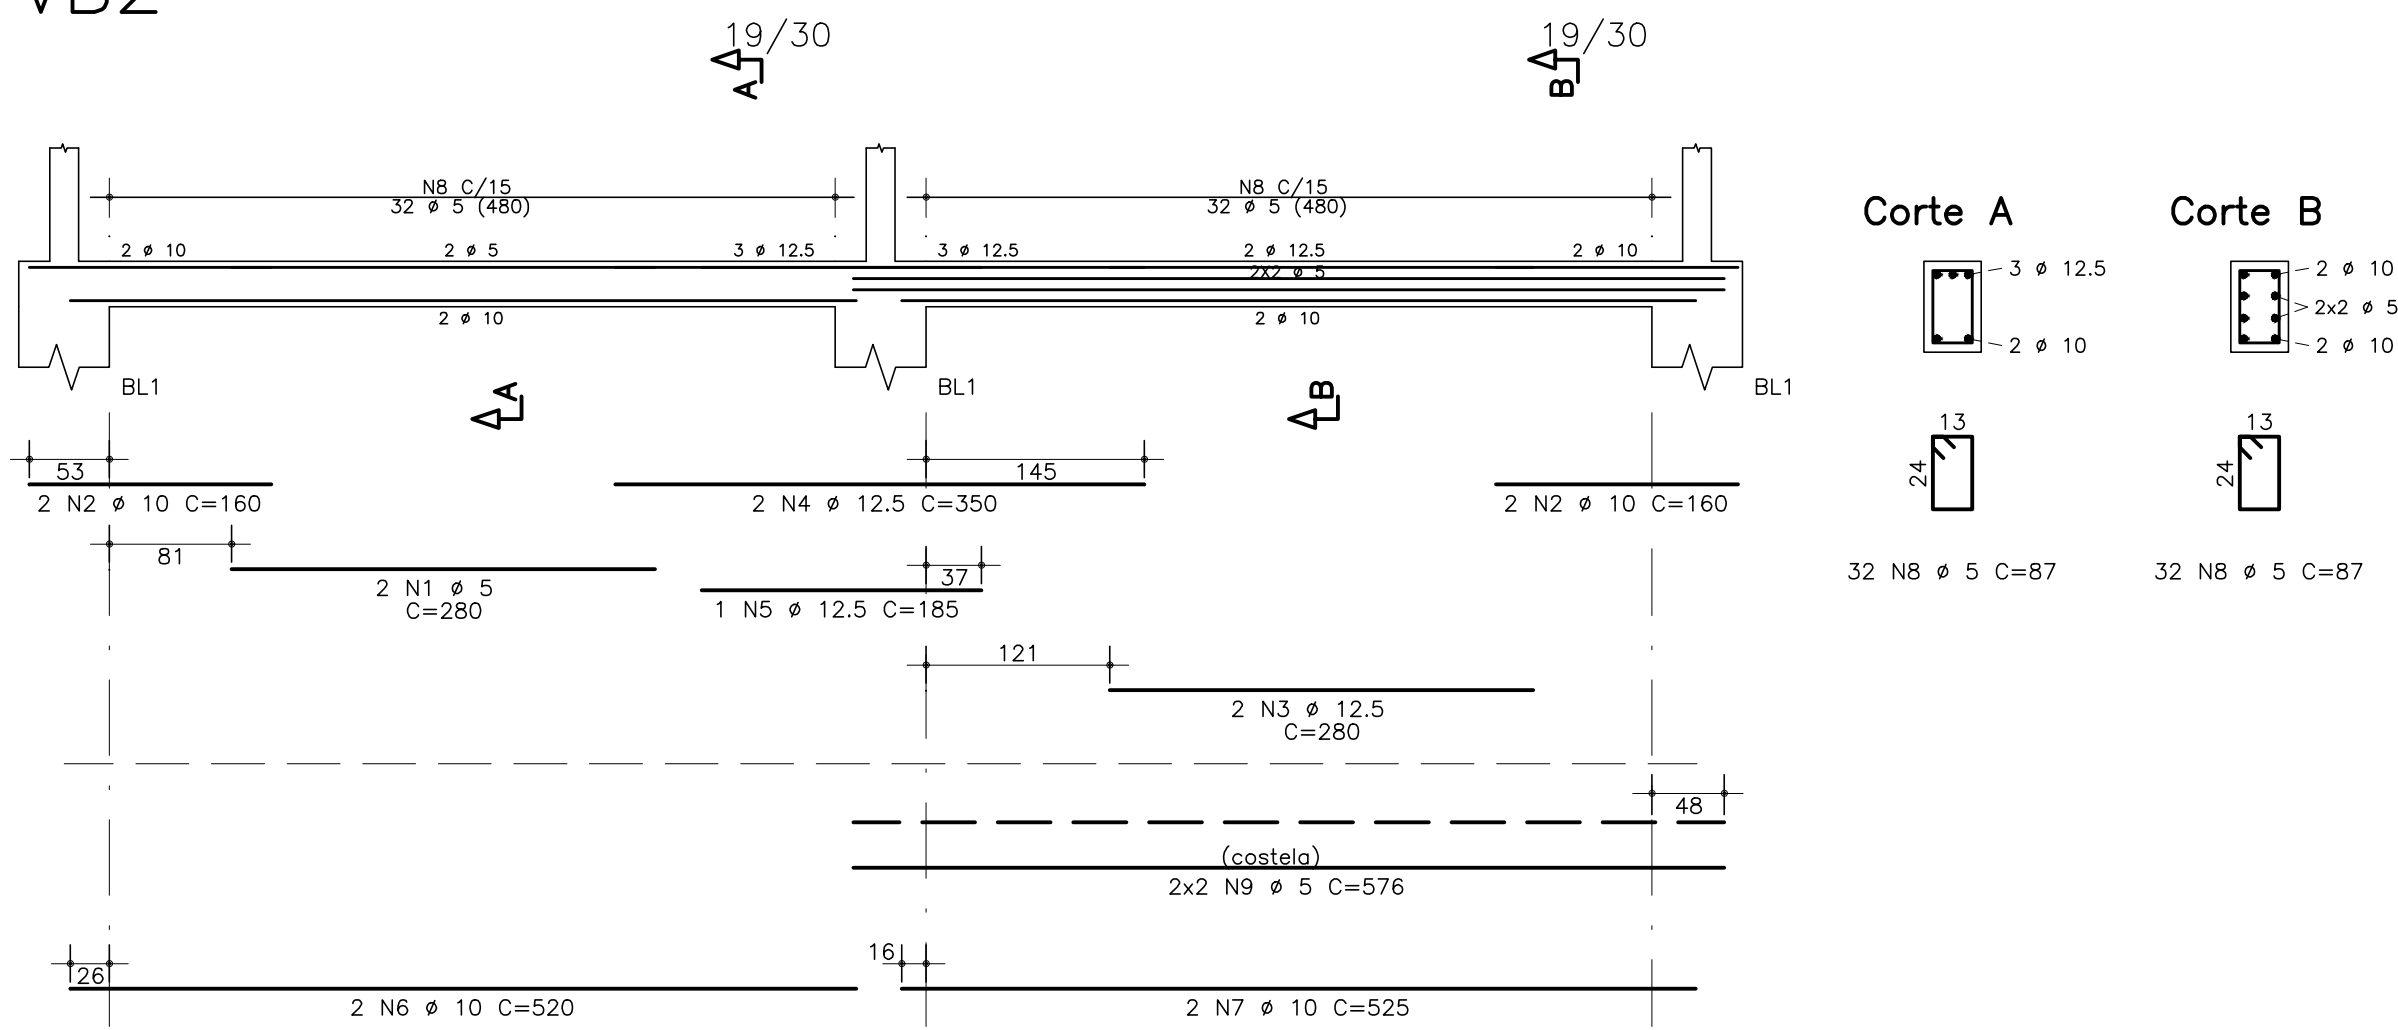 VB2
19/30 19/30
A B
N8 C/15 N8 C/15
32 ø 5 (480) 32 ø 5 (480)
Corte A Corte B
2 ø 10 2 ø 5 3 ø 12.5 3 ø 12.5 2 ø 12.5 2 ø 10
2X2 ø 5
3 ø 12.5 2 ø 10
2x2 ø 5
2 ø 10 2 ø 10
2 ø 10 2 ø 10
BL1 BL1 BL1
A B
13 13
24 24
53 145
2 N2 ø 10 C=160 2 N4 ø 12.5 C=350 2 N2 ø 10 C=160
81
37
32 N8 ø 5 C=87 32 N8 ø 5 C=87
2 N1 ø 5
C=280
1 N5 ø 12.5 C=185
121
2 N3 ø 12.5
C=280
48
(costela)
2x2 N9 ø 5 C=576
26 16
2 N6 ø 10 C=520 2 N7 ø 10 C=525